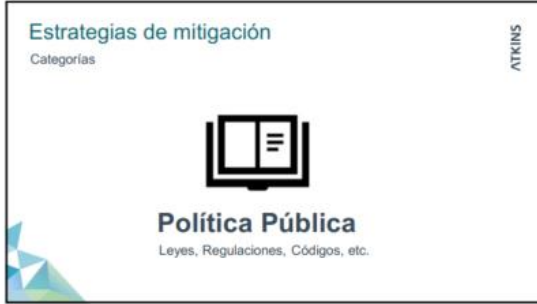 Estrategias de mitigación
Categorías
ATKINS
Política Pública
Leyes, Regulaciones, Códigos, etc.